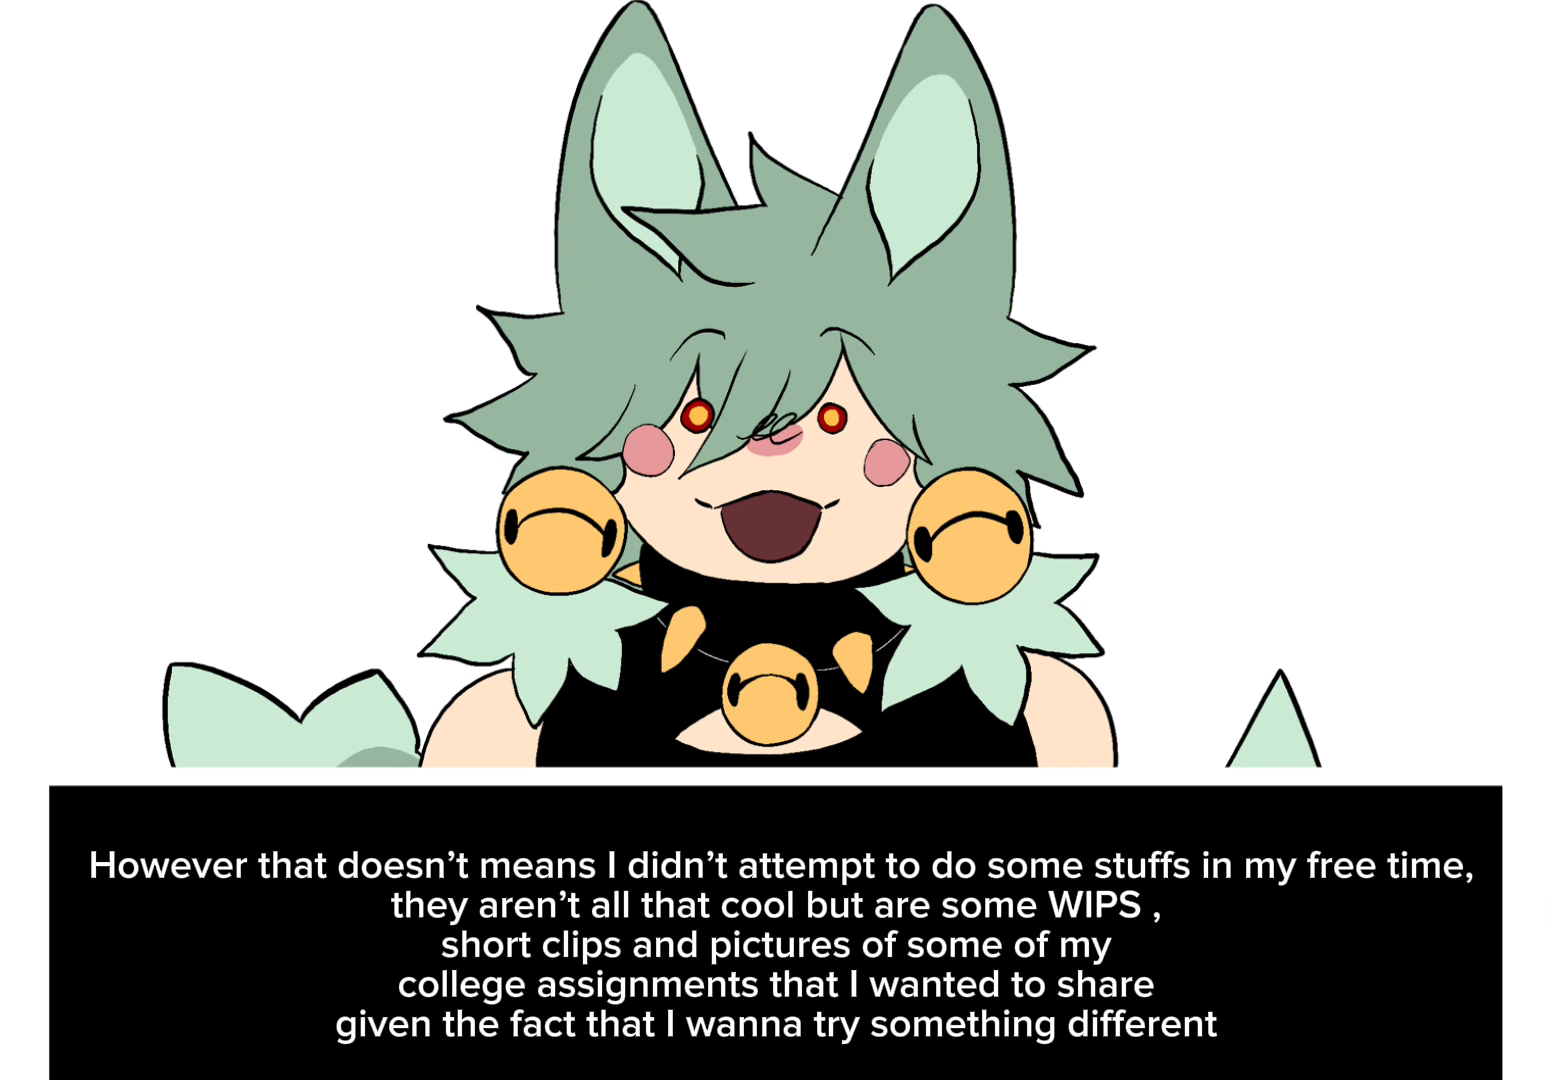 However that doesn’t means I didn’t attempt to do some stuffs in my free time,
they aren’t all that cool but are some WIPS ,
short clips and pictures of some of my
college assignments that I wanted to share
given the fact that I wanna try something different